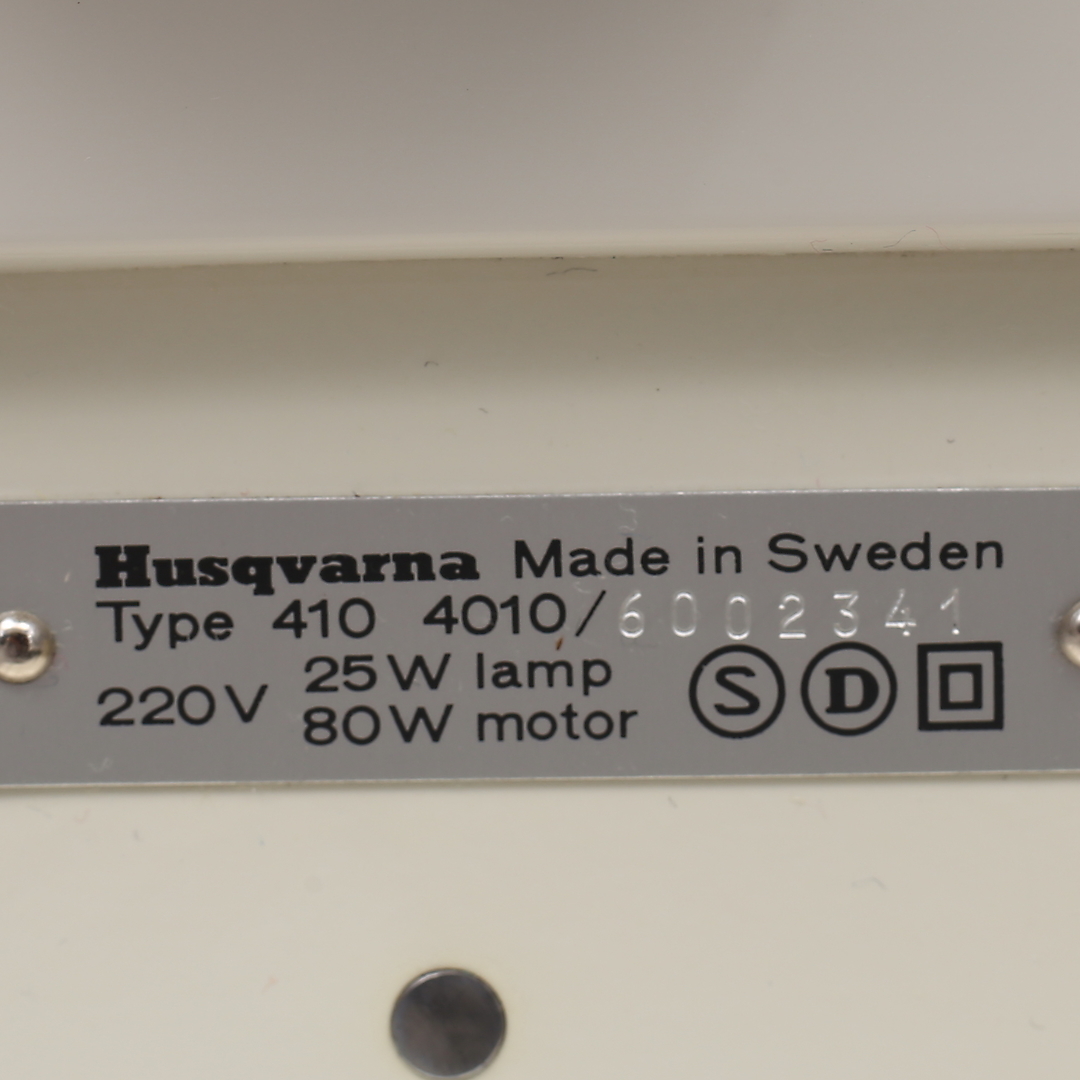 Husqvarna Made in Sweden
Type 410 4010/6002341
220V 25W lamp
80W motor
S D